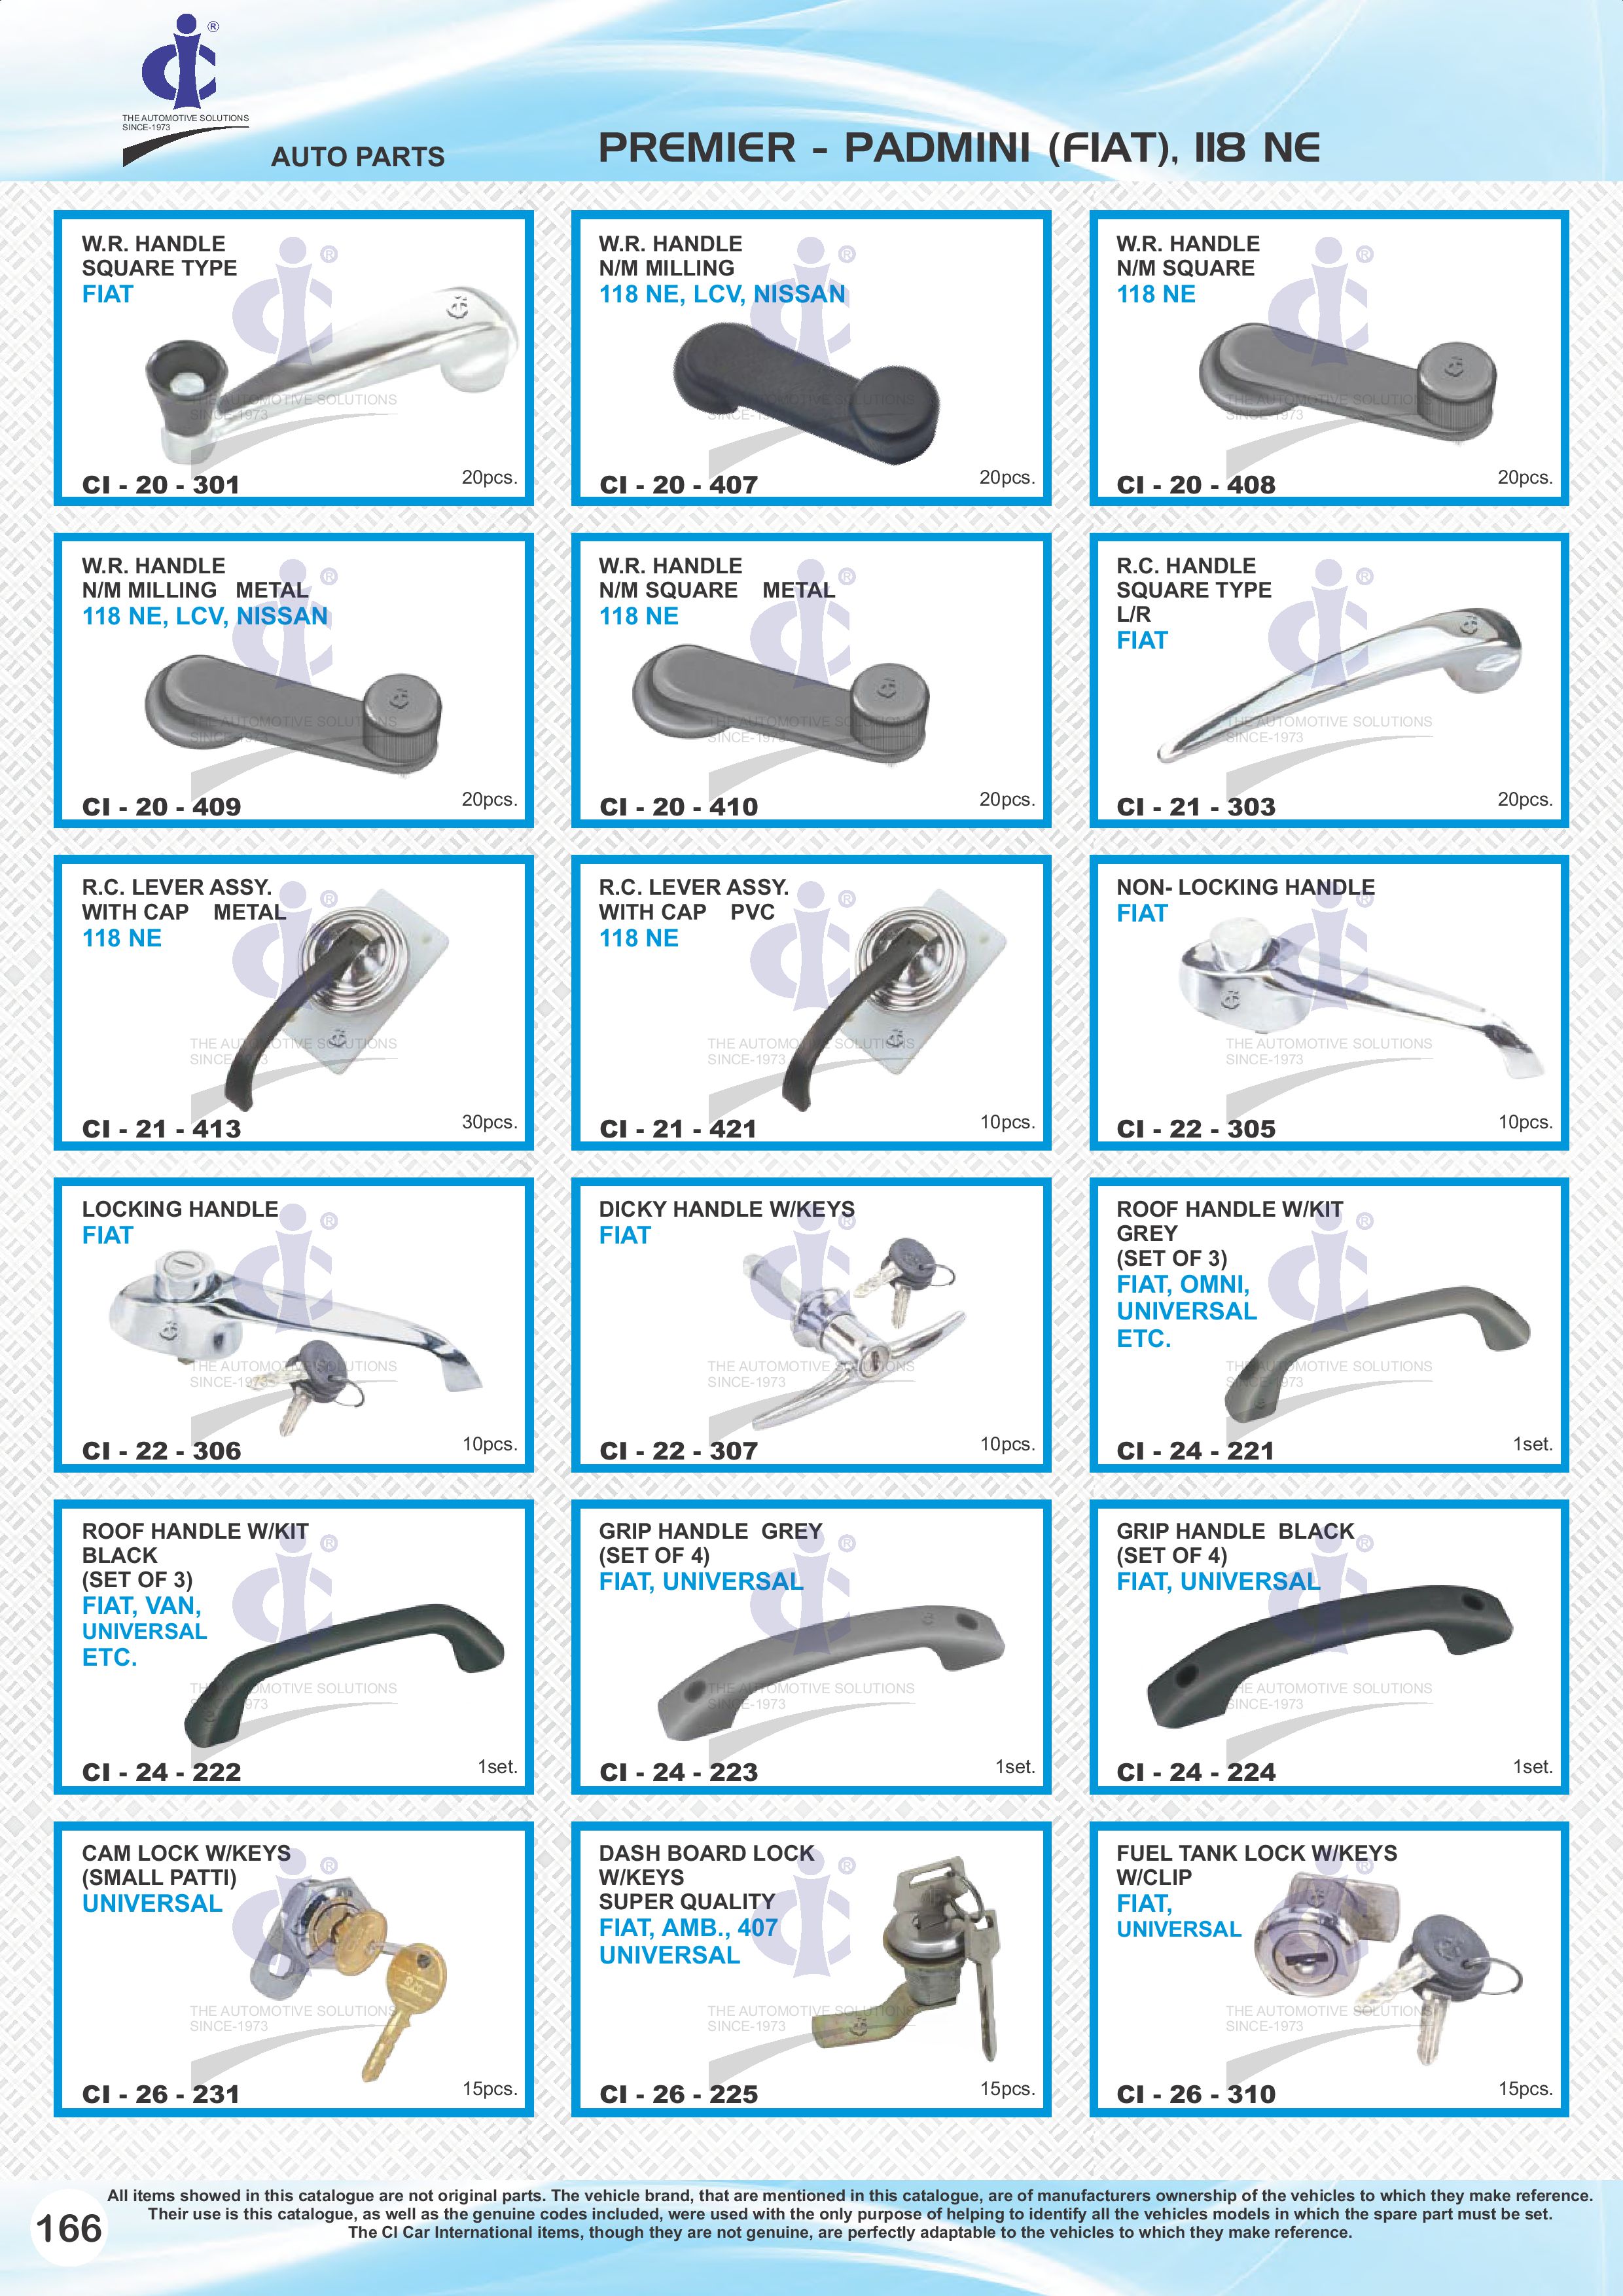 THE AUTOMOTIVE SOLUTIONS
SINCE-1973
AUTO PARTS
PREMIER - PADMINI (FIAT), 118 NE
W.R. HANDLE
SQUARE TYPE
FIAT
CI - 20 - 301
20pcs.
W.R. HANDLE
N/M MILLING
118 NE, LCV, NISSAN
CI - 20 - 407
20pcs.
W.R. HANDLE
N/M SQUARE
118 NE
CI - 20 - 408
20pcs.
W.R. HANDLE
N/M MILLING METAL
118 NE, LCV, NISSAN
CI - 20 - 409
20pcs.
W.R. HANDLE
N/M SQUARE METAL
118 NE
CI - 20 - 410
20pcs.
R.C. HANDLE
SQUARE TYPE
L/R
FIAT
CI - 21 - 303
20pcs.
R.C. LEVER ASSY.
WITH CAP METAL
118 NE
CI - 21 - 413
30pcs.
R.C. LEVER ASSY.
WITH CAP PVC
118 NE
CI - 21 - 421
10pcs.
NON- LOCKING HANDLE
FIAT
CI - 22 - 305
10pcs.
LOCKING HANDLE
FIAT
CI - 22 - 306
10pcs.
DICKY HANDLE W/KEYS
FIAT
CI - 22 - 307
10pcs.
ROOF HANDLE W/KIT
GREY
(SET OF 3)
FIAT, OMNI,
UNIVERSAL
ETC.
CI - 24 - 221
1set.
ROOF HANDLE W/KIT
BLACK
(SET OF 3)
FIAT, VAN,
UNIVERSAL
ETC.
CI - 24 - 222
1set.
GRIP HANDLE GREY
(SET OF 4)
FIAT, UNIVERSAL
CI - 24 - 223
1set.
GRIP HANDLE BLACK
(SET OF 4)
FIAT, UNIVERSAL
CI - 24 - 224
1set.
CAM LOCK W/KEYS
(SMALL PATTI)
UNIVERSAL
CI - 26 - 231
15pcs.
DASH BOARD LOCK
W/KEYS
SUPER QUALITY
FIAT, AMB., 407
UNIVERSAL
CI - 26 - 225
15pcs.
FUEL TANK LOCK W/KEYS
W/CLIP
FIAT,
UNIVERSAL
CI - 26 - 310
15pcs.
166
All items showed in this catalogue are not original parts. The vehicle brand, that are mentioned in this catalogue, are of manufacturers ownership of the vehicles to which they make reference.
Their use is this catalogue, as well as the genuine codes included, were used with the only purpose of helping to identify all the vehicles models in which the spare part must be set.
The CI Car International items, though they are not genuine, are perfectly adaptable to the vehicles to which they make reference.